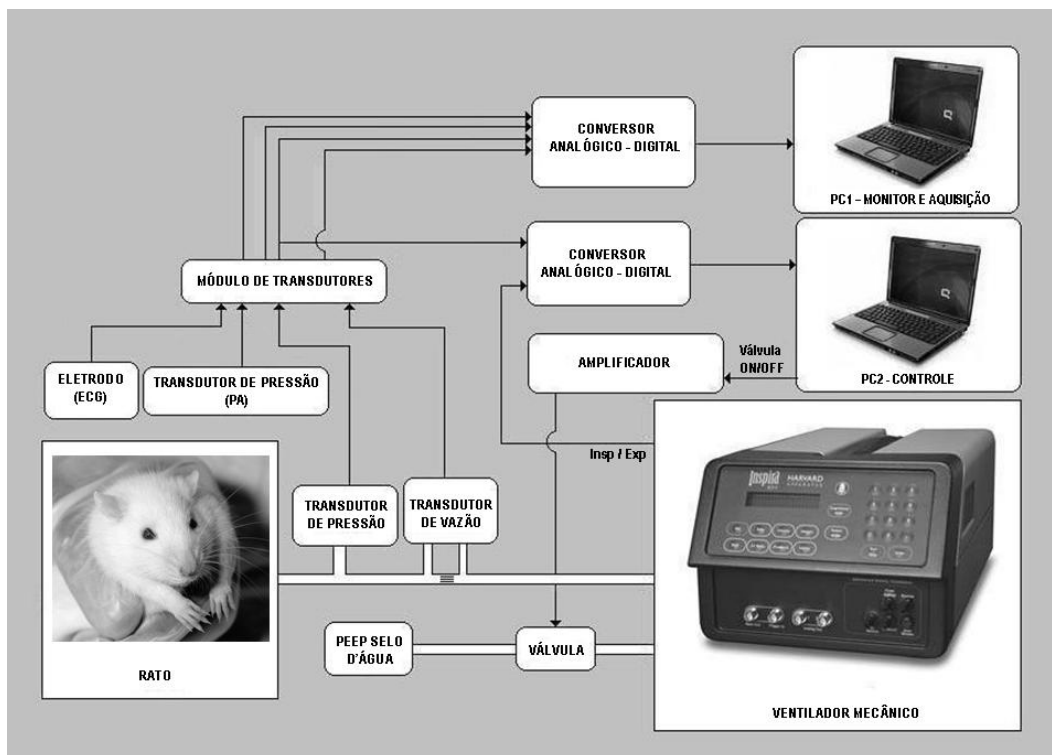 CONVERSOR
ANALÓGICO - DIGITAL
PC1 – MONITOR E AQUISIÇÃO
CONVERSOR
ANALÓGICO - DIGITAL
MÓDULO DE TRANSDUTORES
AMPLIFICADOR
Válvula
ON/OFF
PC2 - CONTROLE
ELETRODO
(ECG)
TRANSDUTOR DE PRESSÃO
(PA)
Insp / Exp
TRANSDUTOR
DE PRESSÃO
TRANSDUTOR
DE VAZÃO
Inspira
HARVARD
APPARATUS
PEEP SELO
D'ÁGUA
VÁLVULA
RATO
VENTILADOR MECÂNICO